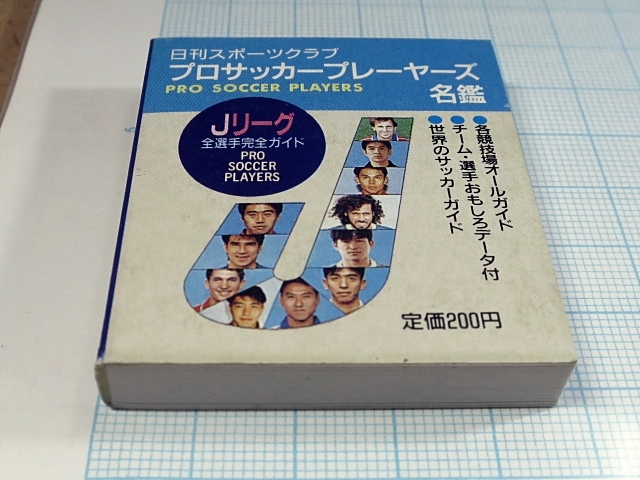 日刊スポーツクラブ
プロサッカープレーヤーズ
PRO SOCCER PLAYERS
名鑑
Jリーグ
全選手完全ガイド
PRO
SOCCER
PLAYERS
●各競技場オールガイド
●チーム・選手おもしろデータ付
●世界のサッカーガイド
定価200円